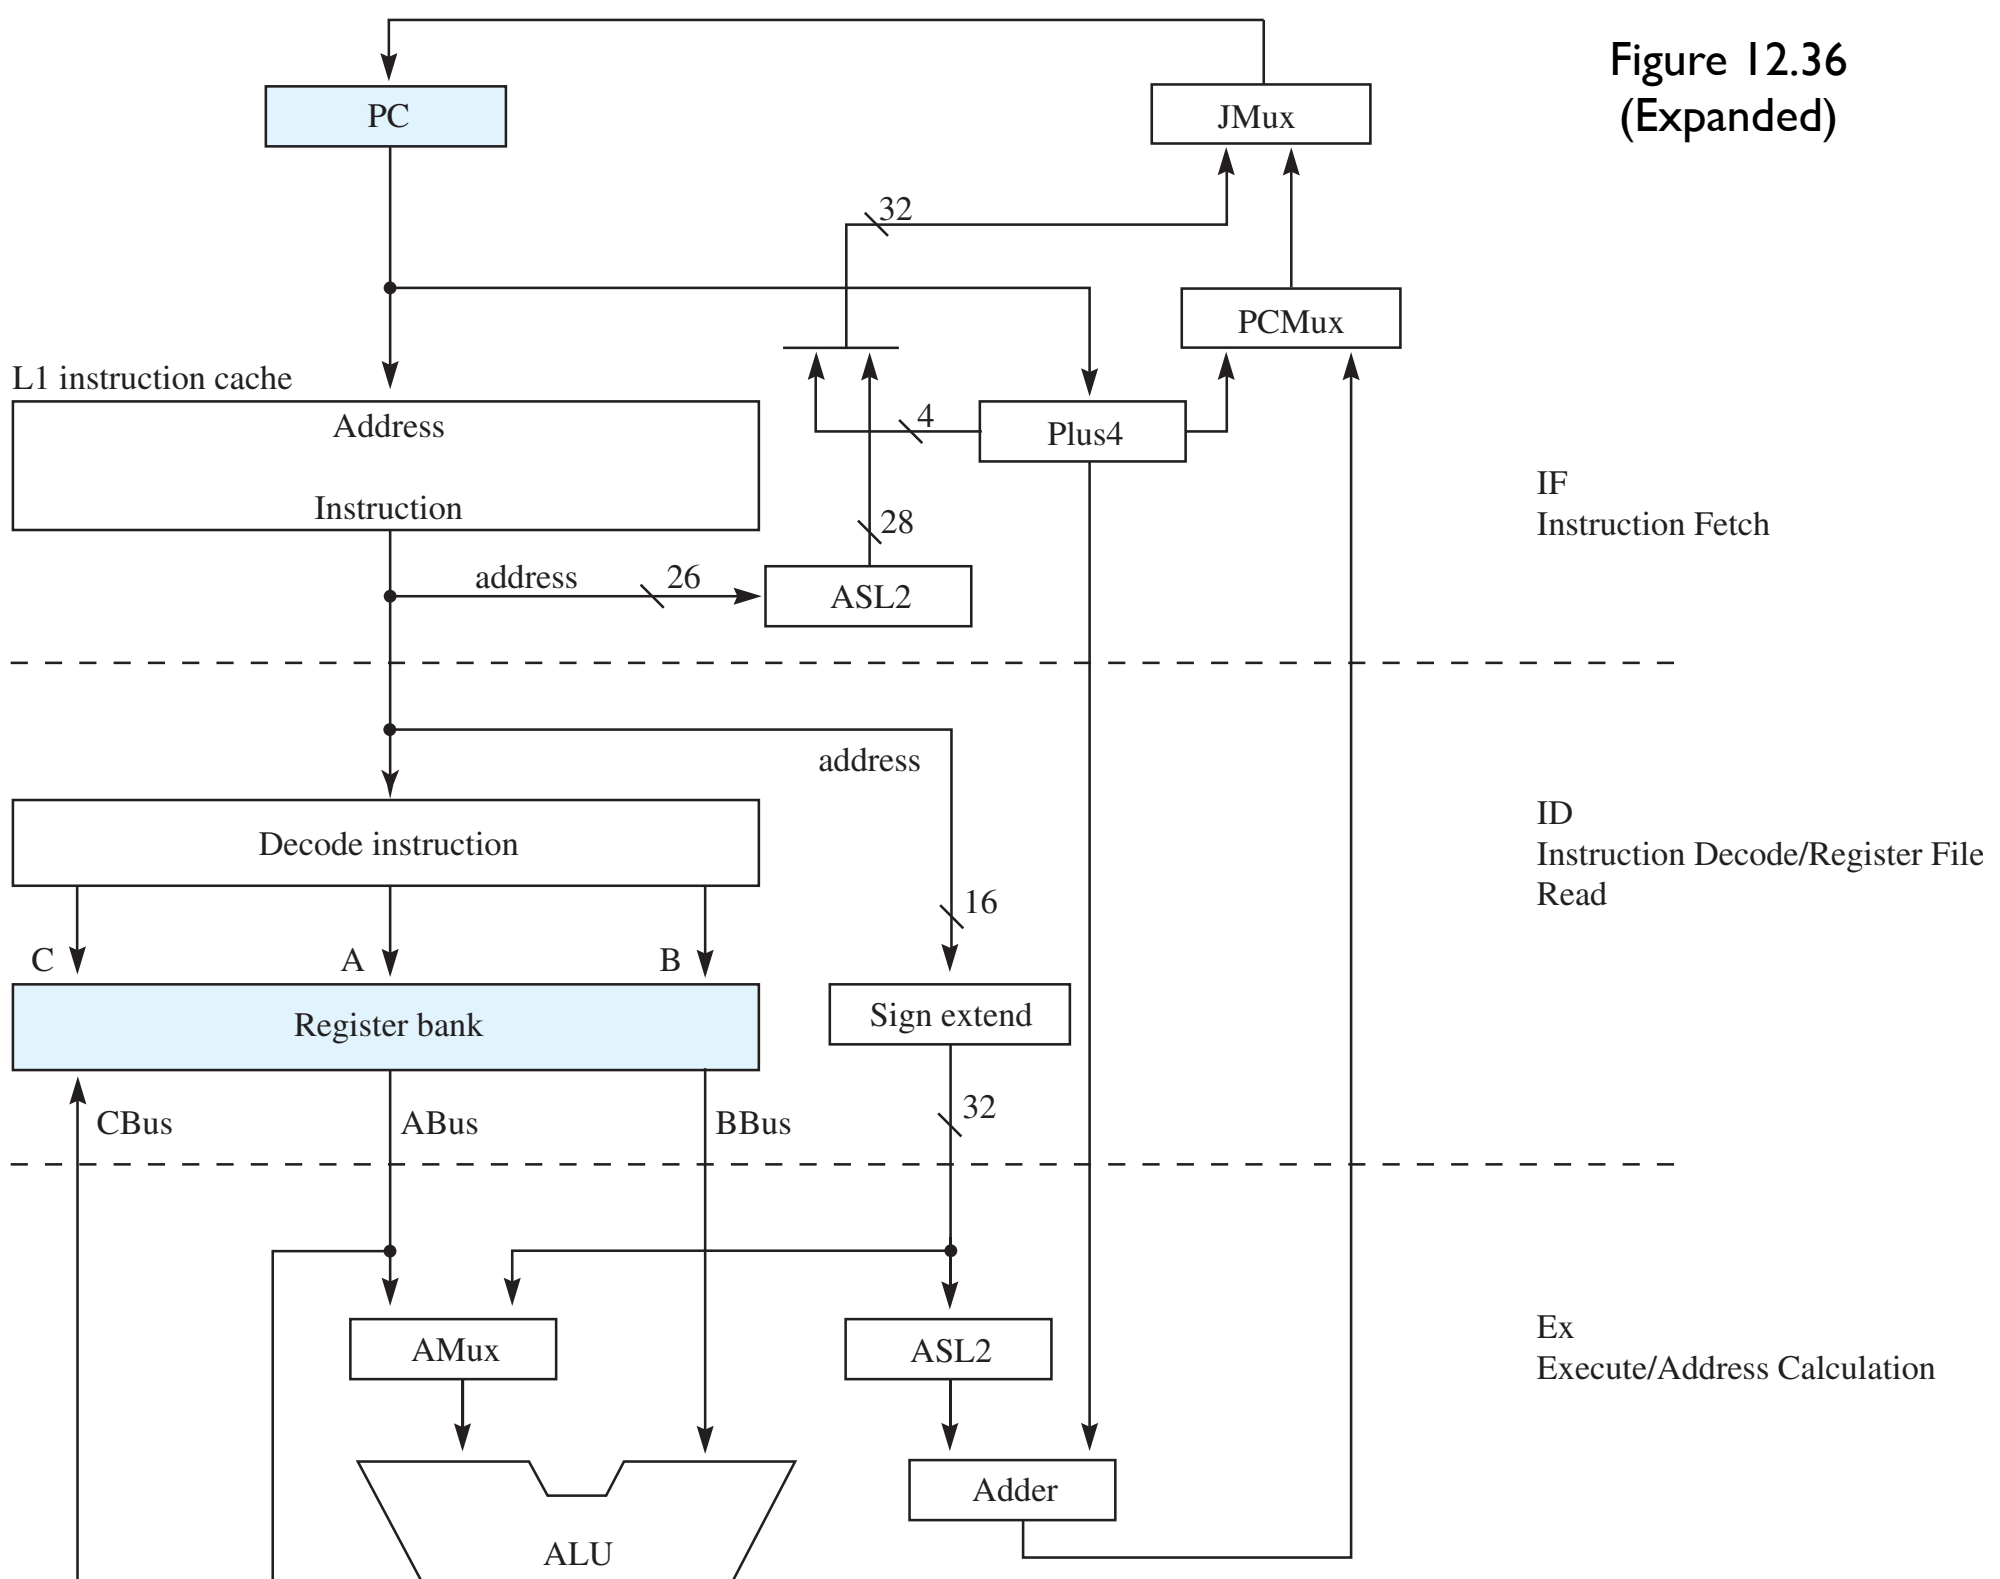 Figure 12.36
(Expanded)
PC
JMux
32
PCMux
L1 instruction cache
Address
4
Plus4
Instruction
28
IF
Instruction Fetch
address
26
ASL2
address
Decode instruction
ID
Instruction Decode/Register File
Read
16
C
A
B
Register bank
Sign extend
CBus
ABus
BBus
32
AMux
ASL2
Ex
Execute/Address Calculation
Adder
ALU